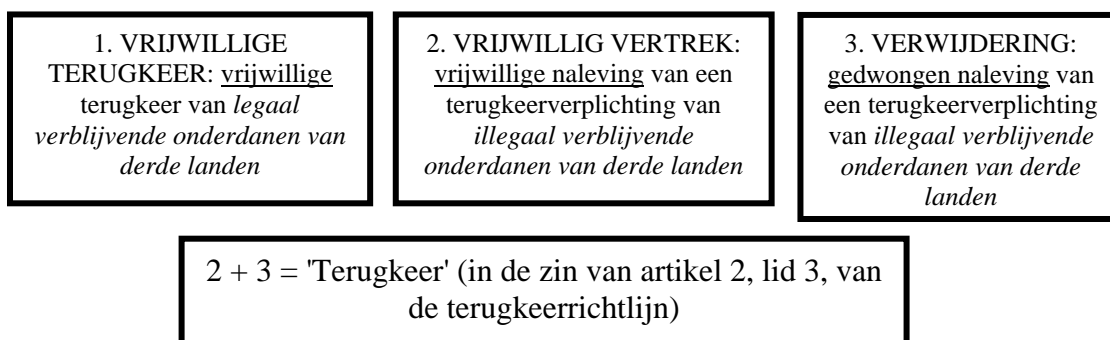 1. VRIJWILLIGE
TERUGKEER: vrijwillige
terugkeer van legaal
verblijvende onderdanen van
derde landen
2. VRIJWILLIG VERTREK:
vrijwillige naleving van een
terugkeerverplichting van
illegaal verblijvende
onderdanen van derde landen
3. VERWIJDERING:
gedwongen naleving van
een terugkeerverplichting
van illegaal verblijvende
onderdanen van derde
landen
2 + 3 = 'Terugkeer' (in de zin van artikel 2, lid 3, van
de terugkeerrichtlijn)